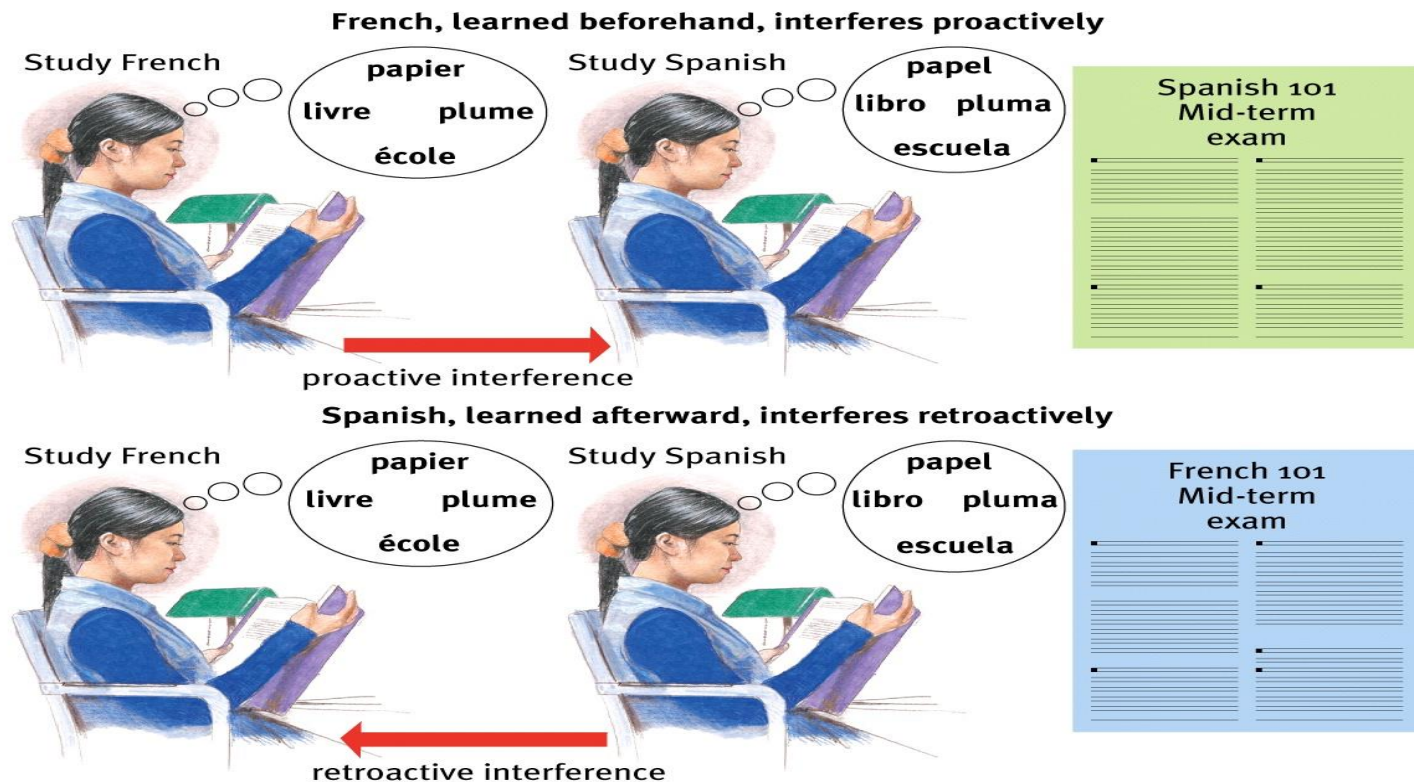 French, learned beforehand, interferes proactively
Study French
papier
livre plume
école
Study Spanish
papel
libro pluma
escuela
Spanish 101
Mid-term
exam
proactive interference
Spanish, learned afterward, interferes retroactively
Study French
papier
livre plume
école
Study Spanish
papel
libro pluma
escuela
French 101
Mid-term
exam
retroactive interference